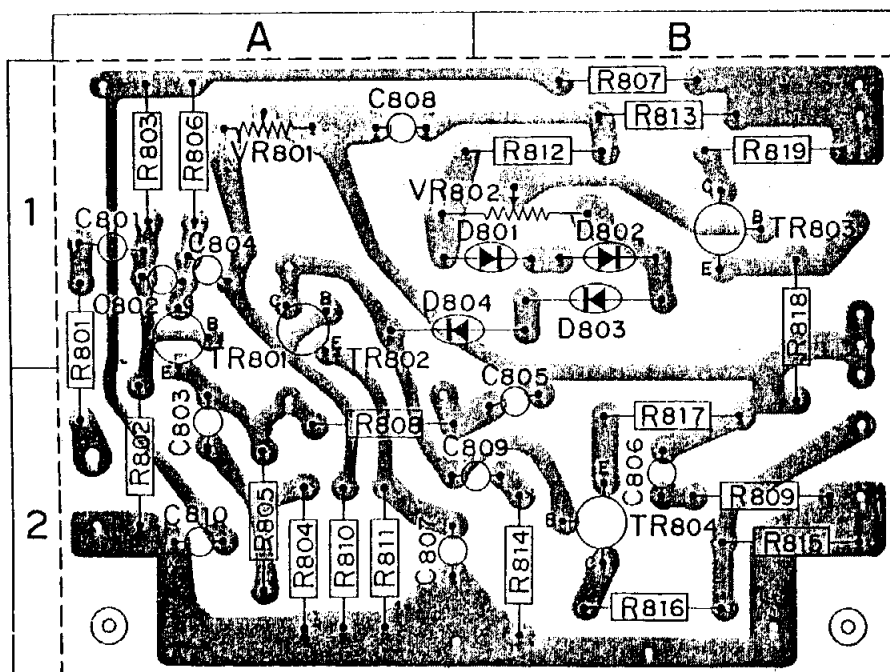 A B
R807
C808
R813
R803
R806
VR801
R812
R819
VR802
C
C801
B
TR803
D801
D802
C804
E
C802
C
C
B
D804
D803
R818
R801
B
TR801
E
TR802
E
C805
1
C803
R808
R817
R802
C809
C806
E
R805
R809
2
C810
R804
R810
R811
C807
R814
B
TR804
C
R815
R816